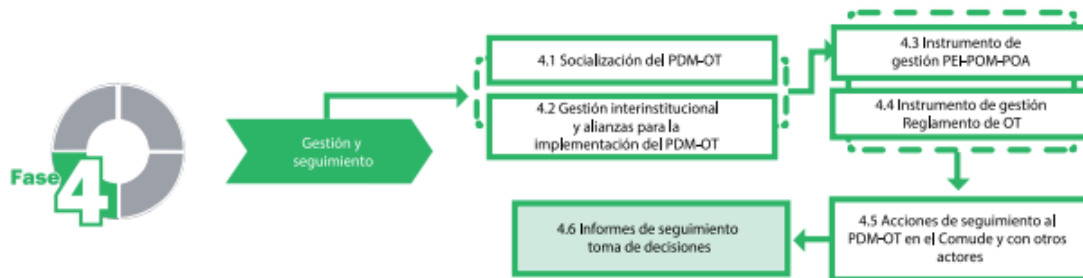 Fase 4
Gestión y
seguimiento
4.1 Socialización del PDM-OT
4.2 Gestión interinstitucional
y alianzas para la
implementación del PDM-OT
4.3 Instrumento de
gestión PEI-POM-POA
4.4 Instrumento de gestión
Reglamento de OT
4.5 Acciones de seguimiento al
PDM-OT en el Comude y con otros
actores
4.6 Informes de seguimiento
toma de decisiones